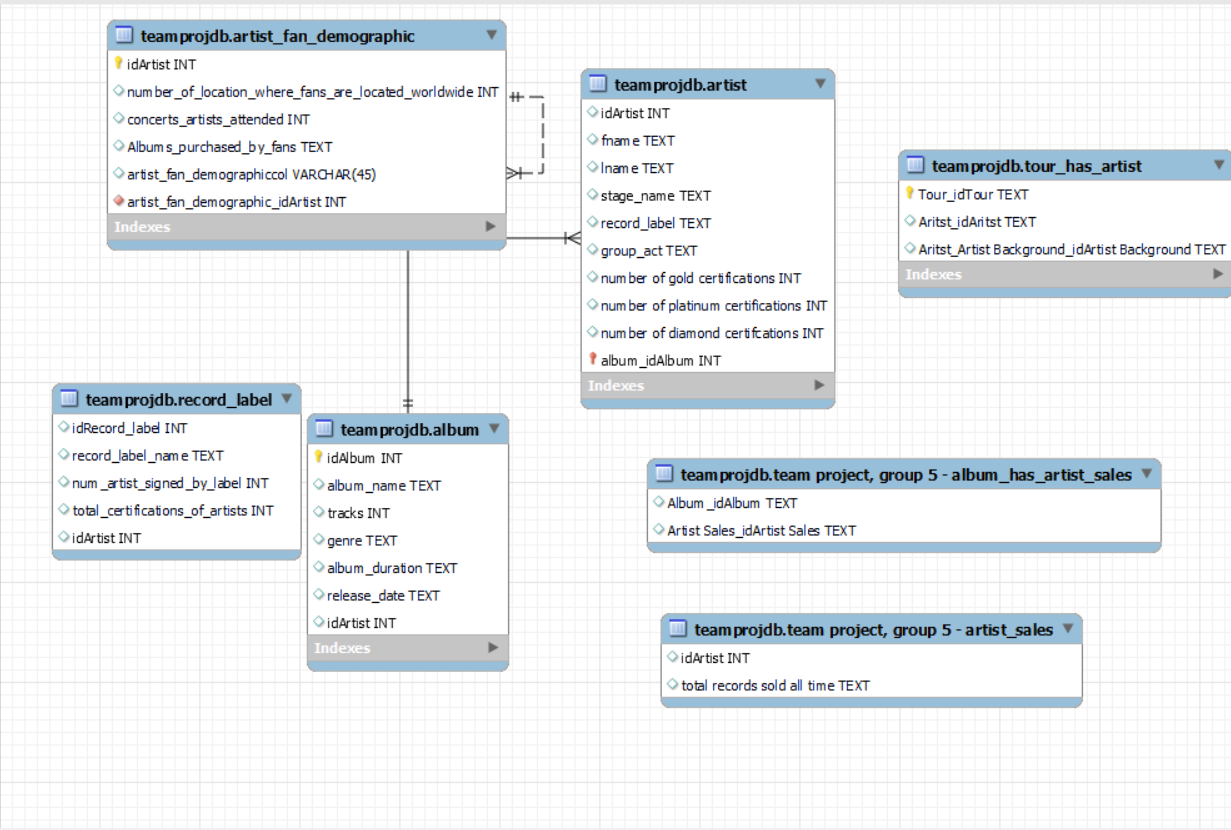 teamprojdb.artist_fan_demographic
idArtist INT
number_of_location_where_fans_are_located_worldwide INT
concerts_artists_attended INT
Albums_purchased_by_fans TEXT
artist_fan_demographiccol VARCHAR(45)
artist_fan_demographic_idArtist INT
Indexes
teamprojdb.artist
idArtist INT
fname TEXT
lname TEXT
stage_name TEXT
record_label TEXT
group_act TEXT
number of gold certifications INT
number of platinum certifications INT
number of diamond certifcations INT
album_idAlbum INT
Indexes
teamprojdb.tour_has_artist
Tour_idTour TEXT
Aritst_idAritst TEXT
Aritst_Artist Background_idArtist Background TEXT
Indexes
teamprojdb.record_label
idRecord_label INT
record_label_name TEXT
num_artist_signed_by_label INT
total_certifications_of_artists INT
idArtist INT
teamprojdb.album
idAlbum INT
album_name TEXT
tracks INT
genre TEXT
album_duration TEXT
release_date TEXT
idArtist INT
Indexes
teamprojdb.team project, group 5 - album_has_artist_sales
Album_idAlbum TEXT
Artist Sales_idArtist Sales TEXT
teamprojdb.team project, group 5 - artist_sales
idArtist INT
total records sold all time TEXT